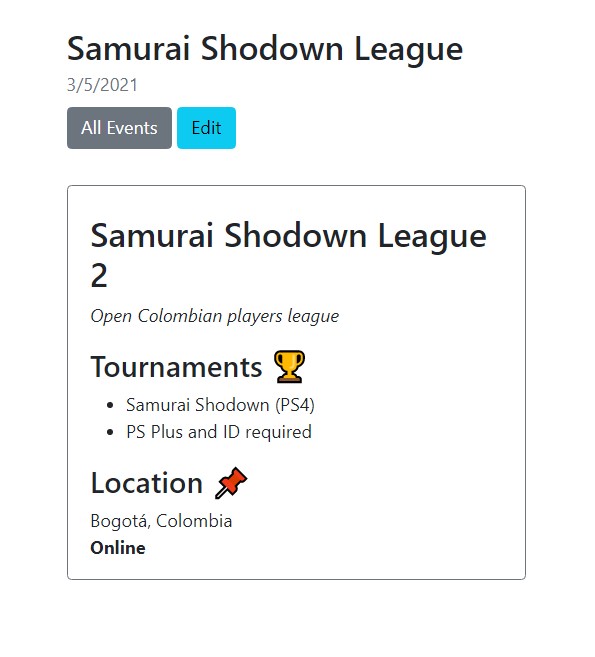 Samurai Shodown League
3/5/2021
All Events
Edit
Samurai Shodown League
2
Open Colombian players league
Tournaments 🏆
Samurai Shodown (PS4)
PS Plus and ID required
Location 📌
Bogotá, Colombia
Online